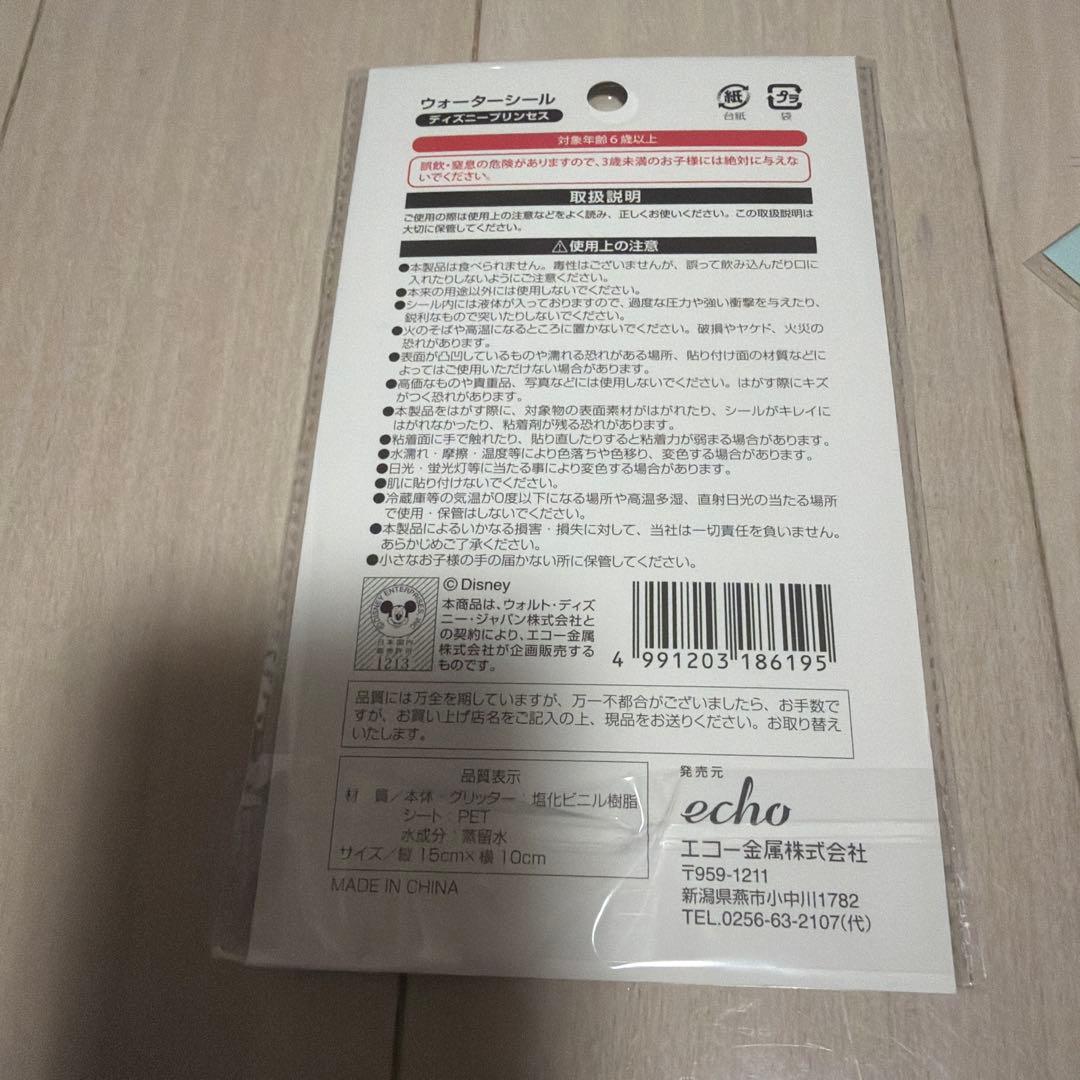 ウォーターシール
ディズニープリンセス
紙
台紙
プラ
袋
対象年齢6歳以上
誤飲・窒息の危険がありますので、3歳未満のお子様には絶対に与えな
いでください。
取扱説明
ご使用の際は使用上の注意などをよく読み、正しくお使いください。この取扱説明は
大切に保管してください。
⚠使用上の注意
●本製品は食べられません。毒性はございませんが、誤って飲み込んだり口に
入れたりしないようにご注意ください。
●本来の用途以外には使用しないでください。
●シール内には液体が入っておりますので、過度な圧力や強い衝撃を与えたり、
鋭利なもので突いたりしないでください。
●火のそばや高温になるところに置かないでください。破損やヤケド、火災の
恐れがあります。
●表面が凸凹しているものや濡れる恐れがある場所、貼り付け面の材質などに
よってはご使用いただけない場合があります。
●高価なものや貴重品、写真などには使用しないでください。はがす際にキズ
がつく恐れがあります。
●本製品をはがす際に、対象物の表面素材がはがれたり、シールがキレイに
はがれなかったり、粘着剤が残る恐れがあります。
●粘着面に手で触れたり、貼り直したりすると粘着力が弱まる場合があります。
●水濡れ・摩擦・温度等により色落ちや色移り、変色する場合があります。
●日光・蛍光灯等に当たる事により変色する場合があります。
●肌に貼り付けないでください。
●冷蔵庫等の気温が0度以下になる場所や高温多湿、直射日光の当たる場所
で使用・保管はしないでください。
●本製品によるいかなる損害・損失に対して、当社は一切責任を負いません。
あらかじめご了承ください。
●小さなお子様の手の届かない所に保管してください。
©DISNEY ENTERPRISES, INC.
日本国内
販売許可
1213
© Disney
本商品は、ウォルト・ディズ
ニー・ジャパン株式会社と
の契約により、エコー金属
株式会社が企画販売する
ものです。
4 991203 186195
品質には万全を期していますが、万一不都合がございましたら、お手数で
すが、お買い上げ店名をご記入の上、現品をお送りください。お取り替え
いたします。
品質表示
材 質/本体・グリッター：塩化ビニル樹脂
シート：PET
水成分：蒸留水
サイズ/縦 15cm×横 10cm
MADE IN CHINA
発売元
echo
エコー金属株式会社
〒959-1211
新潟県燕市小中川1782
TEL.0256-63-2107(代)